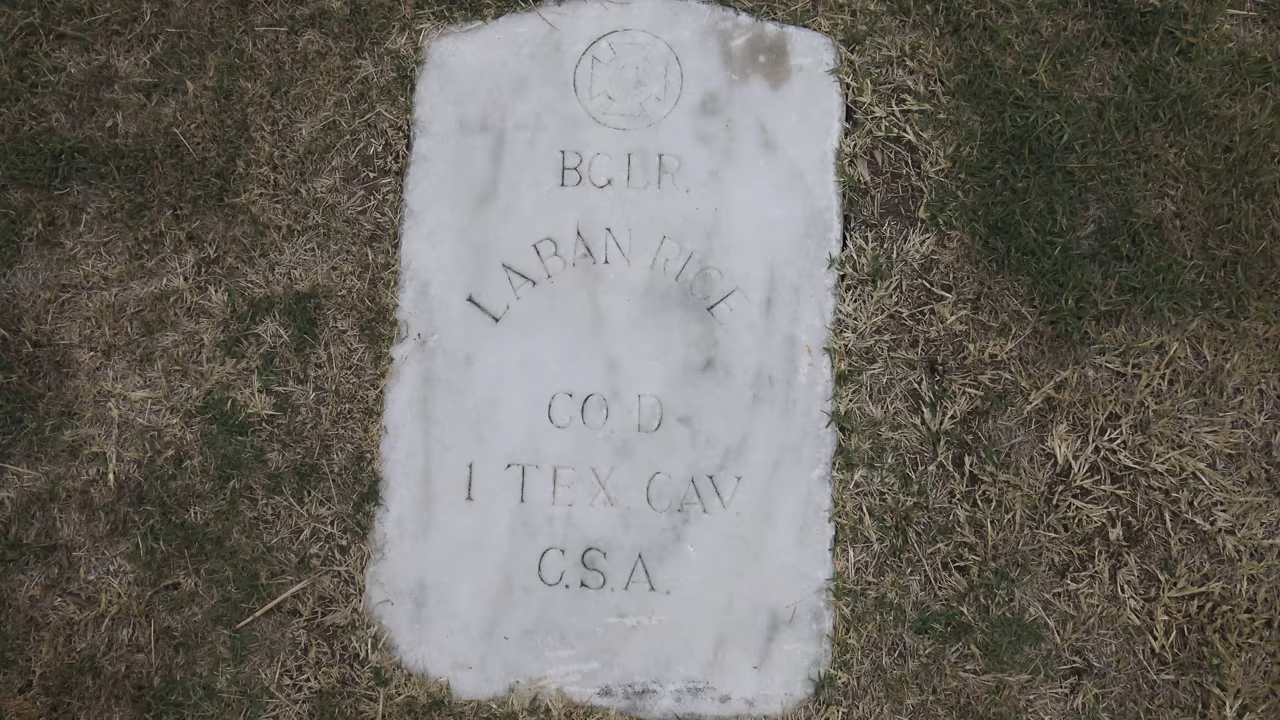 BGLR.
LABAN RICE
CO D
1 TEX. CAV.
C.S.A.